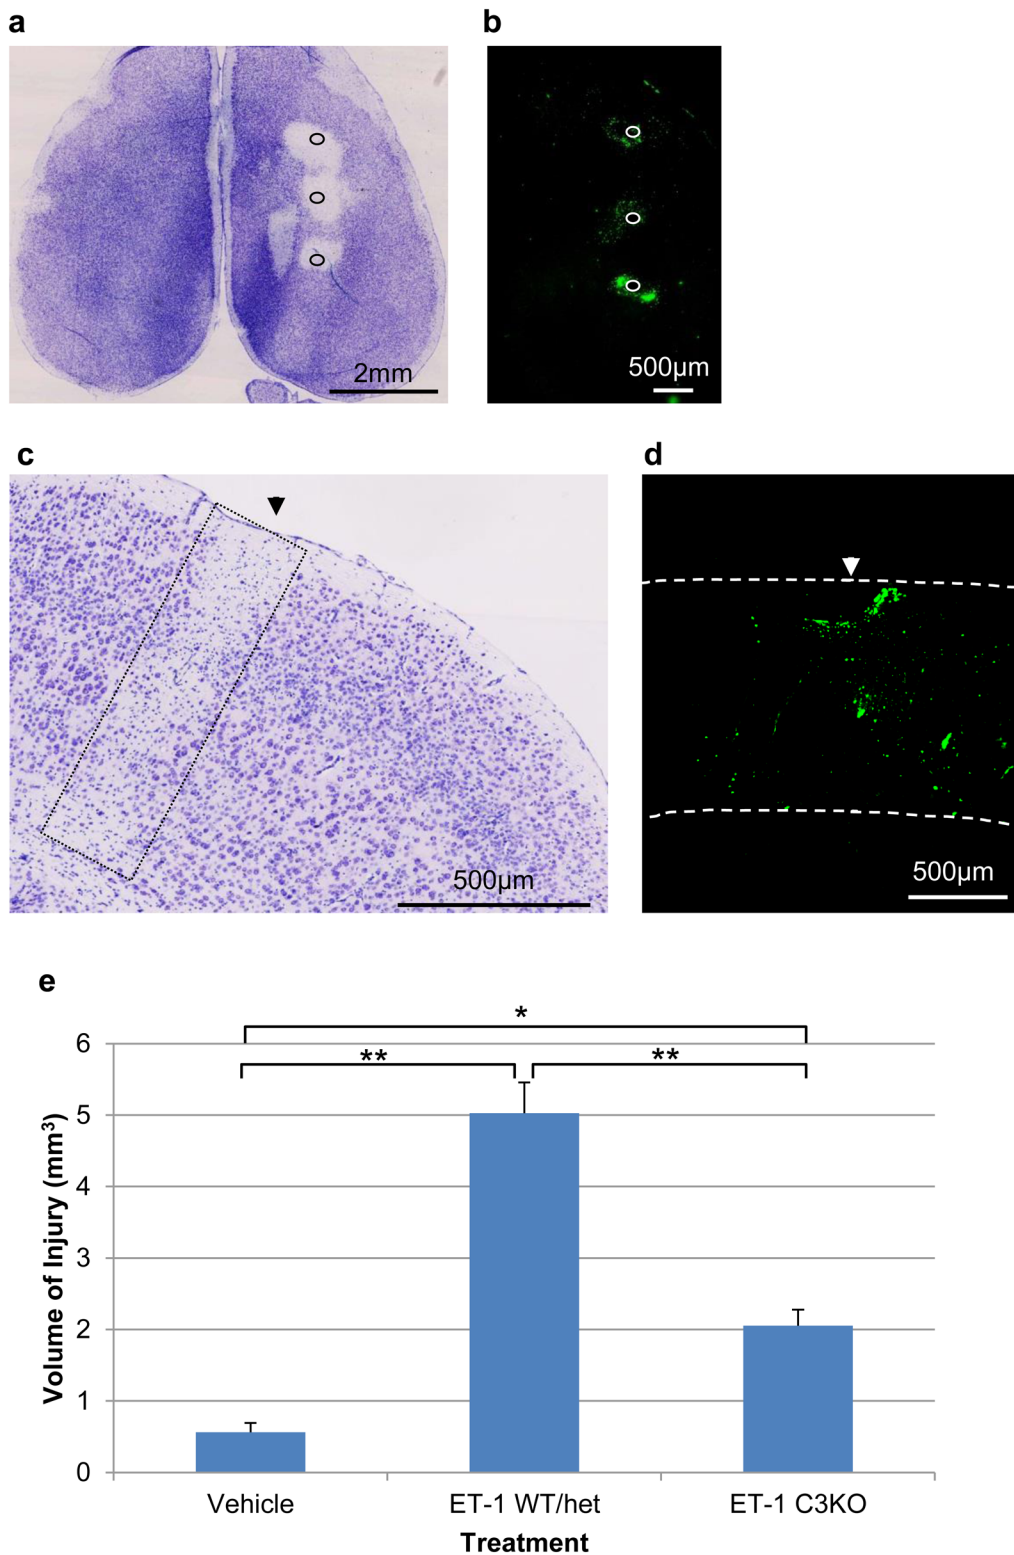 a
b
2mm
500µm
c
d
500µm
500µm
e
*
**
**
6
5
4
3
2
1
0
Volume of Injury (mm³)
Vehicle
ET-1 WT/het
ET-1 C3KO
Treatment